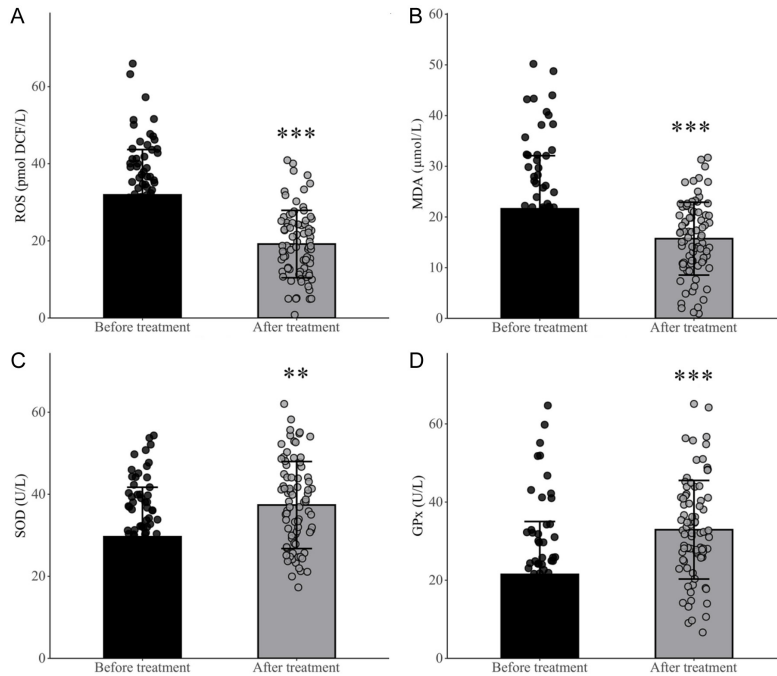 A
ROS (pmol DCF/L)
60
40
20
0
***
Before treatment
After treatment
B
MDA (μmol/L)
60
50
40
30
20
10
0
***
Before treatment
After treatment
C
SOD (U/L)
60
40
20
0
**
Before treatment
After treatment
D
GPx (U/L)
60
40
20
0
***
Before treatment
After treatment